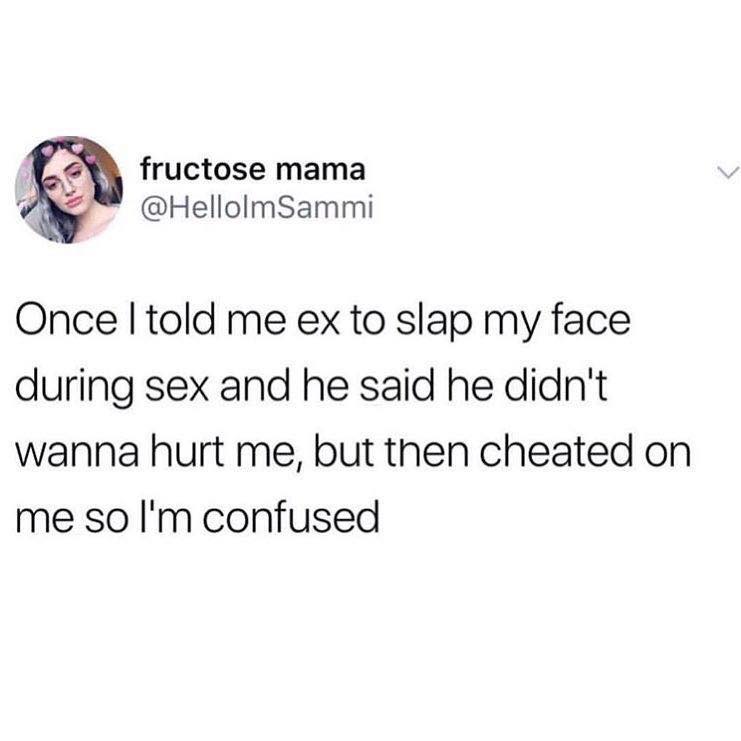 fructose mama
@HelloImSammi
Once I told me ex to slap my face
during sex and he said he didn't
wanna hurt me, but then cheated on
me so I'm confused